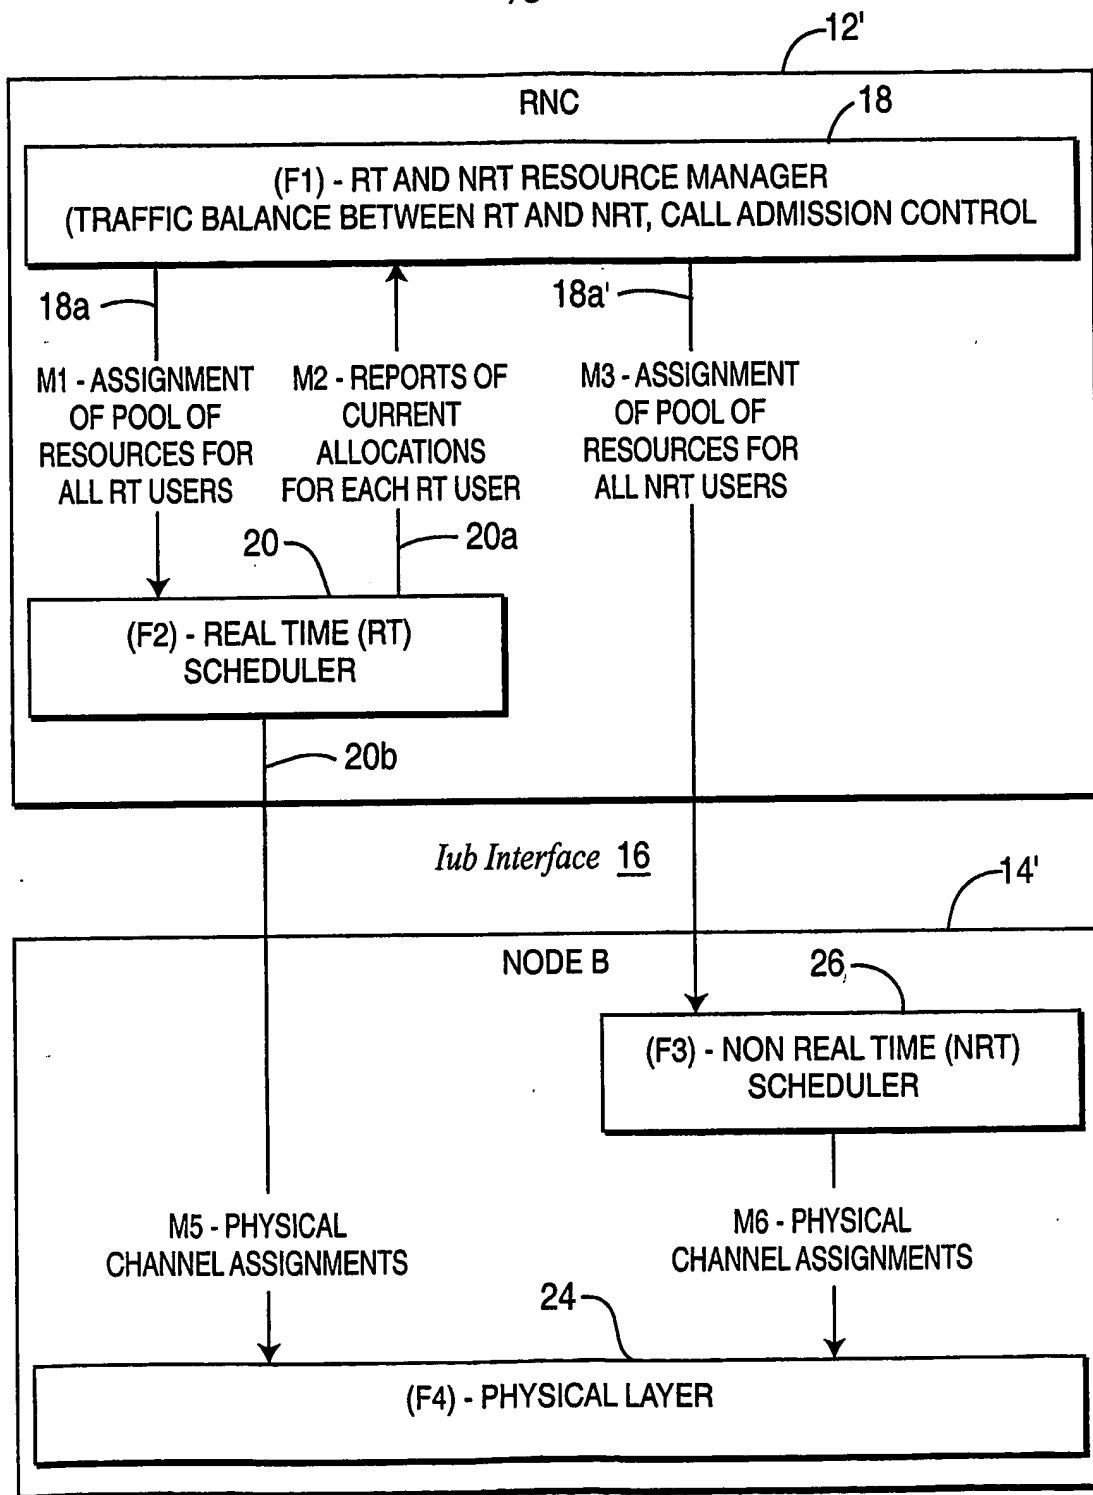 12'
RNC
18
(F1) - RT AND NRT RESOURCE MANAGER
(TRAFFIC BALANCE BETWEEN RT AND NRT, CALL ADMISSION CONTROL
18a
18a'
M1 - ASSIGNMENT
OF POOL OF
RESOURCES FOR
ALL RT USERS
M2 - REPORTS OF
CURRENT
ALLOCATIONS
FOR EACH RT USER
M3 - ASSIGNMENT
OF POOL OF
RESOURCES FOR
ALL NRT USERS
20
20a
(F2) - REAL TIME (RT)
SCHEDULER
20b
Iub Interface 16
14'
NODE B
26
(F3) - NON REAL TIME (NRT)
SCHEDULER
M5 - PHYSICAL
CHANNEL ASSIGNMENTS
M6 - PHYSICAL
CHANNEL ASSIGNMENTS
24
(F4) - PHYSICAL LAYER